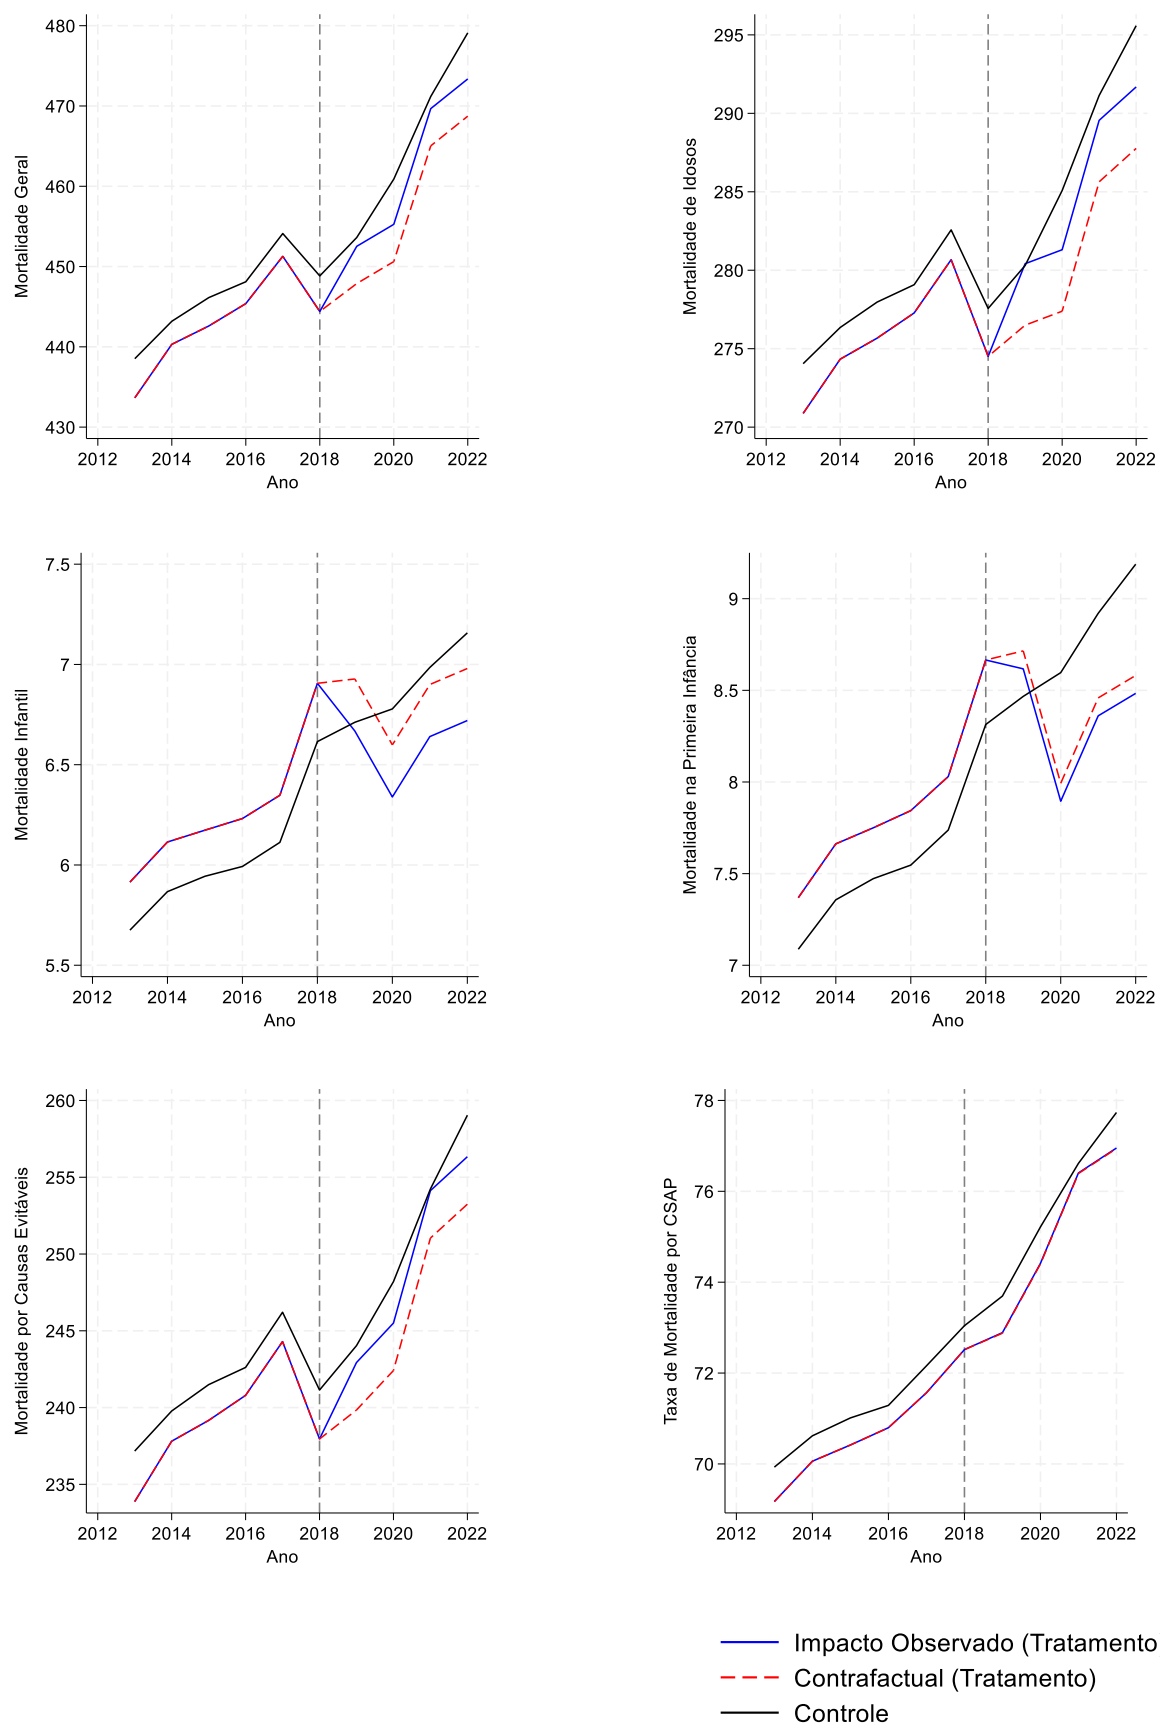 Mortalidade Geral
480
470
460
450
440
430
2012 2014 2016 2018 2020 2022
Ano
Mortalidade de Idosos
295
290
285
280
275
270
2012 2014 2016 2018 2020 2022
Ano
Mortalidade Infantil
7.5
7
6.5
6
5.5
2012 2014 2016 2018 2020 2022
Ano
Mortalidade na Primeira Infância
9
8.5
8
7.5
7
2012 2014 2016 2018 2020 2022
Ano
Mortalidade por Causas Evitáveis
260
255
250
245
240
235
2012 2014 2016 2018 2020 2022
Ano
Taxa de Mortalidade por CSAP
78
76
74
72
70
2012 2014 2016 2018 2020 2022
Ano
Impacto Observado (Tratamento
Contrafactual (Tratamento)
Controle